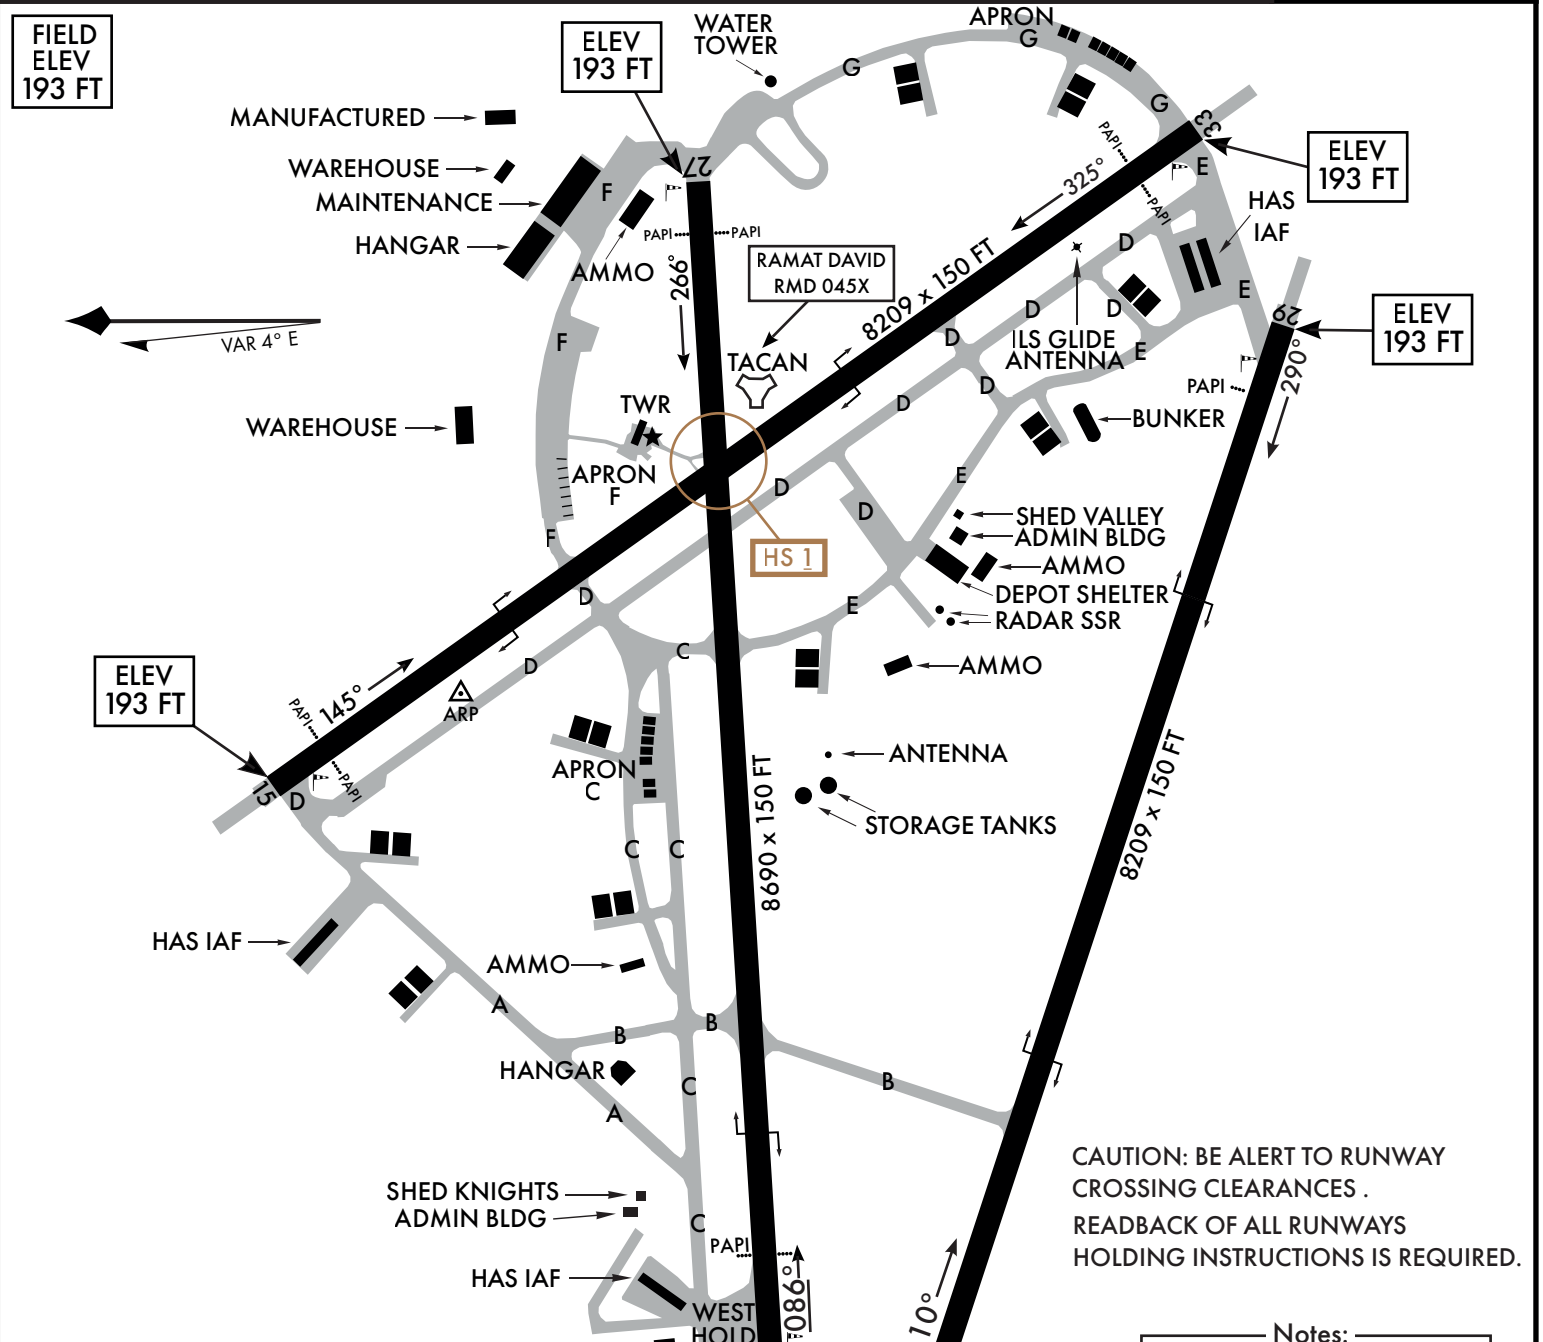 FIELD
ELEV
193 FT
ELEV
193 FT
WATER
TOWER
APRON
G
G
G
MANUFACTURED
WAREHOUSE
MAINTENANCE
HANGAR
F
AMMO
27
PAPI
PAPI
266°
RAMAT DAVID
RMD 045X
33
PAPI
325°
E
PAPI
ELEV
193 FT
HAS
IAF
D
8209 x 150 FT
D
D
E
29
ELEV
193 FT
VAR 4° E
F
TACAN
D
ILS GLIDE
ANTENNA
E
290°
PAPI
D
D
BUNKER
WAREHOUSE
TWR
APRON
F
D
D
E
HS 1
SHED VALLEY
ADMIN BLDG
AMMO
DEPOT SHELTER
RADAR SSR
AMMO
F
D
E
C
D
ELEV
193 FT
PAPI
145°
ARP
15
D
PAPI
APRON
C
8690 x 150 FT
ANTENNA
STORAGE TANKS
8209 x 150 FT
C
C
HAS IAF
AMMO
A
B
B
HANGAR
C
B
A
SHED KNIGHTS
ADMIN BLDG
C
PAPI
HAS IAF
WEST
HOLD
086°
10°
CAUTION: BE ALERT TO RUNWAY
CROSSING CLEARANCES .
READBACK OF ALL RUNWAYS
HOLDING INSTRUCTIONS IS REQUIRED.
Notes: